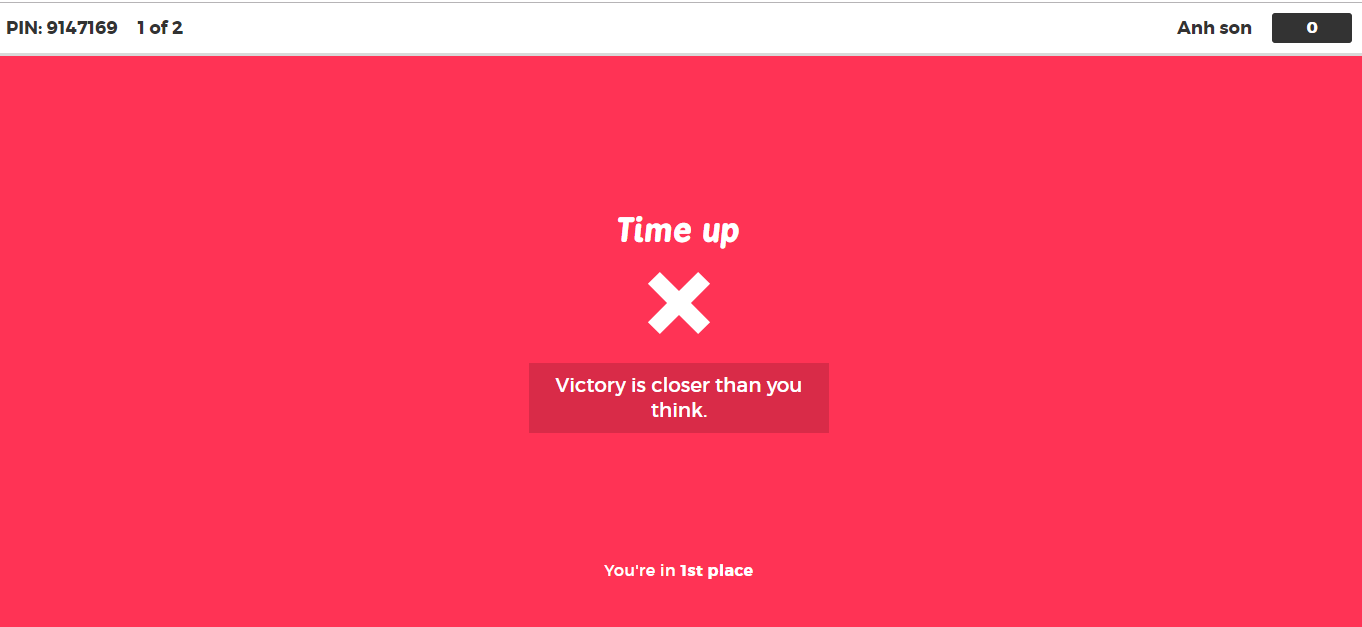 PIN: 9147169 1 of 2 Anh son 0
Time up
Victory is closer than you
think.
You're in 1st place